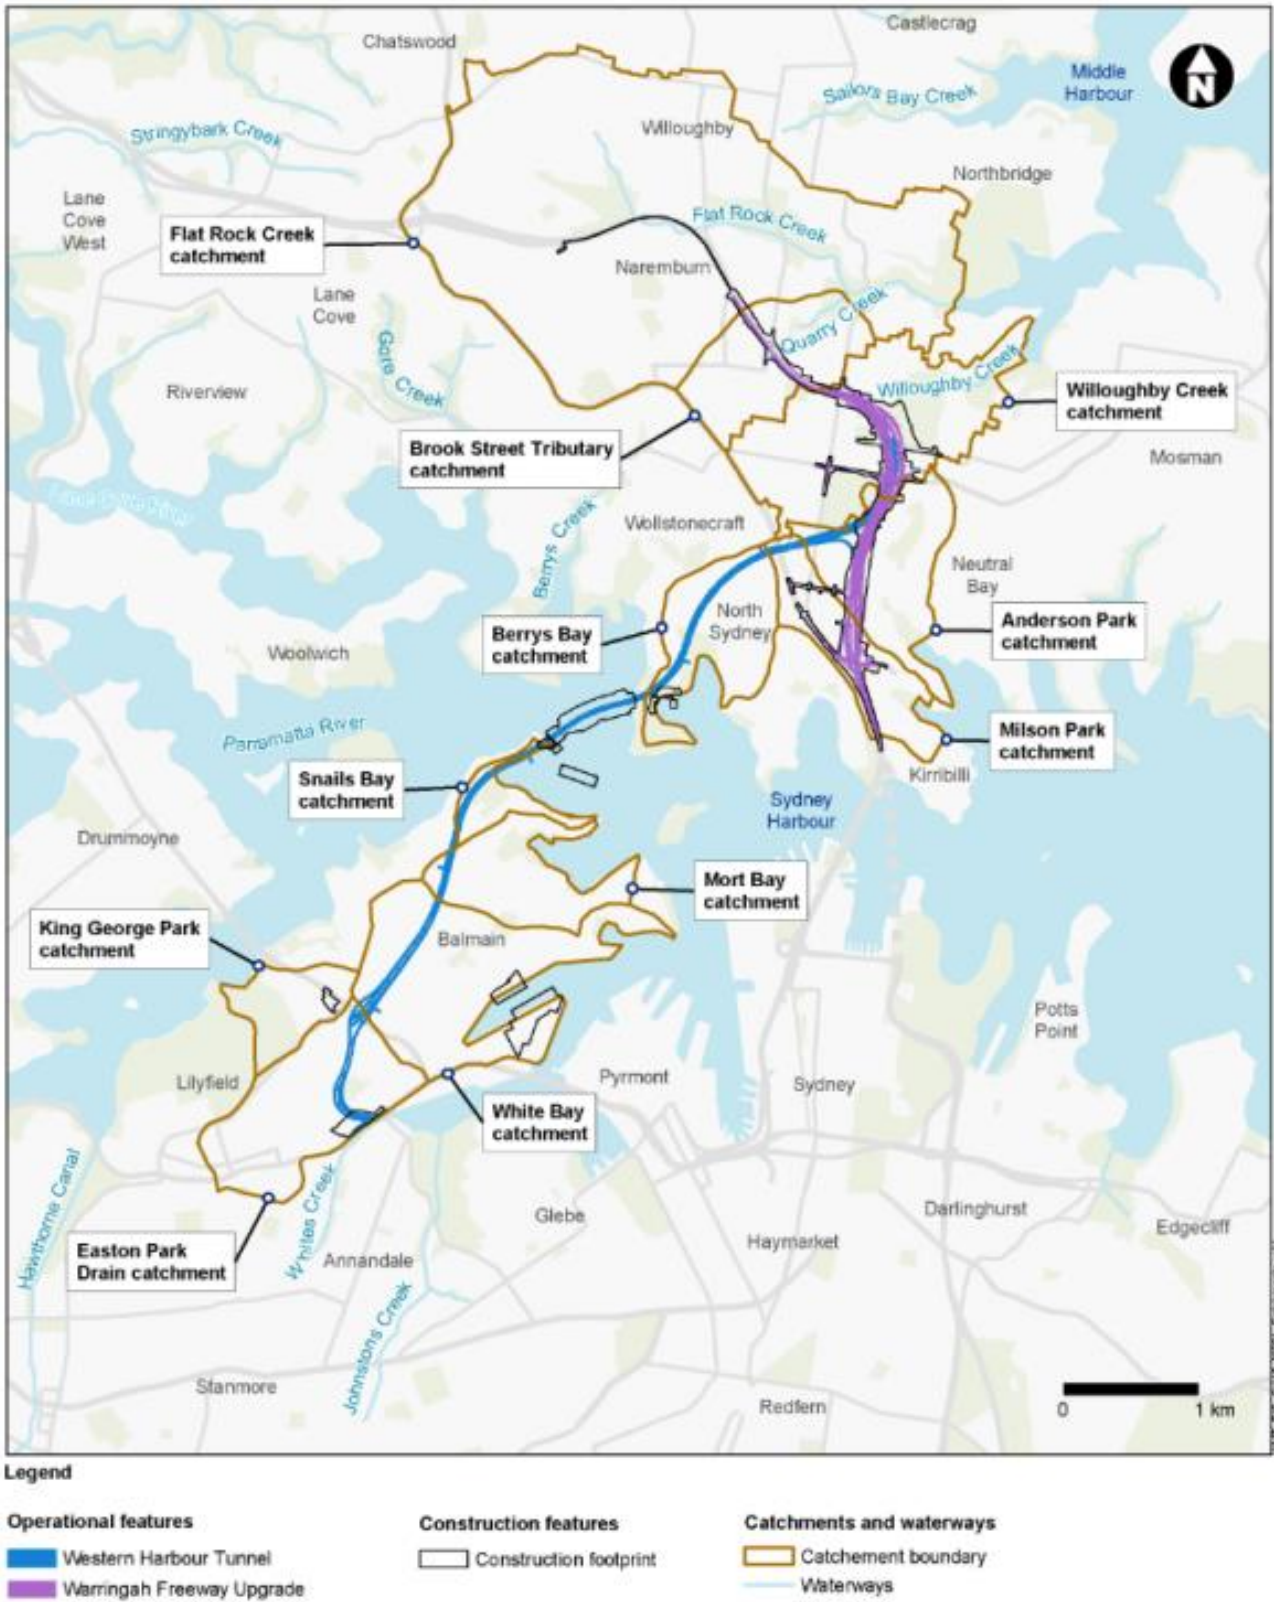 Castlecrag
Chatswood
Middle
Harbour
N
Sailors Bay Creek
Stringybark Creek
Willoughby
Northbridge
Lane
Cove
West
Flat Rock Creek
catchment
Flat Rock Creek
Naremburn
Lane
Cove
Quarry Creek
Gore Creek
Willoughby Creek
Riverview
Willoughby Creek
catchment
Brook Street Tributary
catchment
Mosman
Lane Cove River
Berrys Creek
Wollstonecraft
Neutral
Bay
North
Sydney
Anderson Park
catchment
Berrys Bay
catchment
Woolwich
Parramatta River
Milson Park
catchment
Snails Bay
catchment
Kirribilli
Sydney
Harbour
Drummoyne
Mort Bay
catchment
King George Park
catchment
Balmain
Potts
Point
Lilyfield
Pyrmont
Sydney
White Bay
catchment
Hawthorne Canal
Whites Creek
Glebe
Darlinghurst
Edgecliff
Haymarket
Easton Park
Drain catchment
Annandale
Johnstons Creek
Stanmore
Redfern
0 1 km
Legend
Operational features
Western Harbour Tunnel
Warringah Freeway Upgrade
Construction features
Construction footprint
Catchments and waterways
Catchement boundary
Waterways